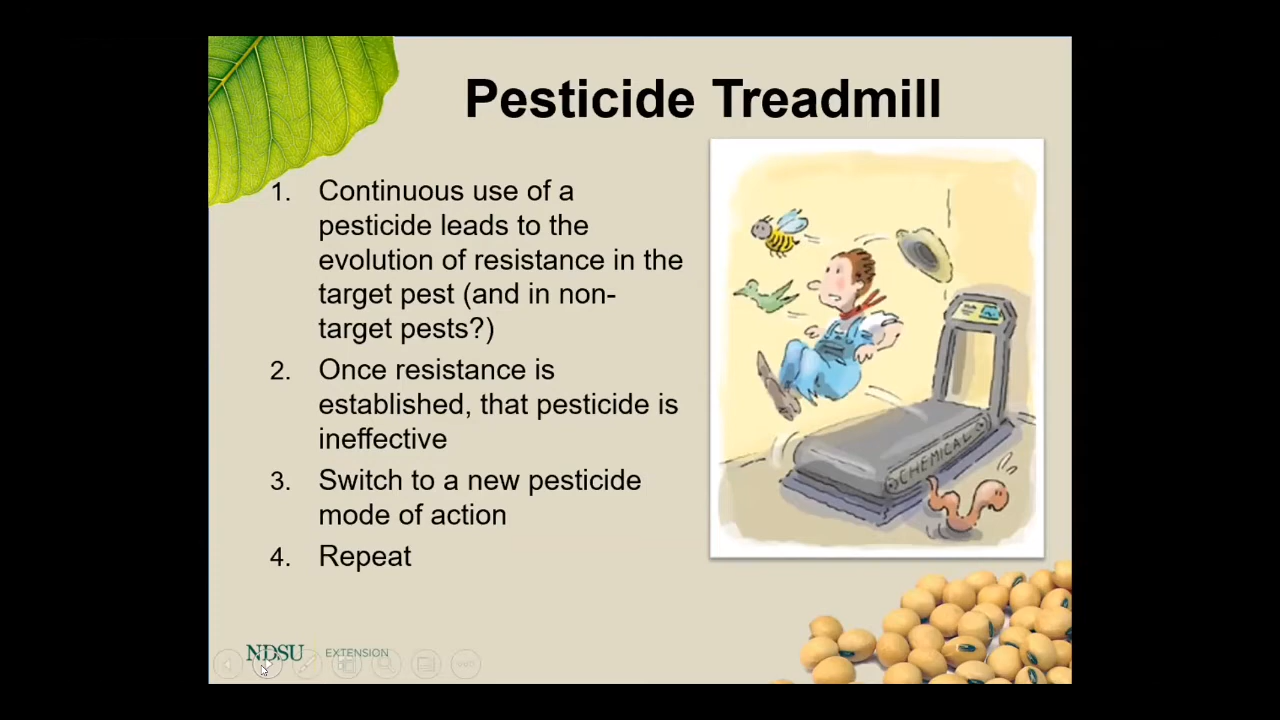 Pesticide Treadmill
1. Continuous use of a
pesticide leads to the
evolution of resistance in the
target pest (and in non-
target pests?)
2. Once resistance is
established, that pesticide is
ineffective
3. Switch to a new pesticide
mode of action
4. Repeat
CHEMICAL
NDSU EXTENSION